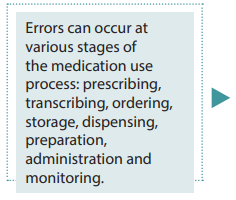 Errors can occur at
various stages of
the medication use
process: prescribing,
transcribing, ordering,
storage, dispensing,
preparation,
administration and
monitoring.